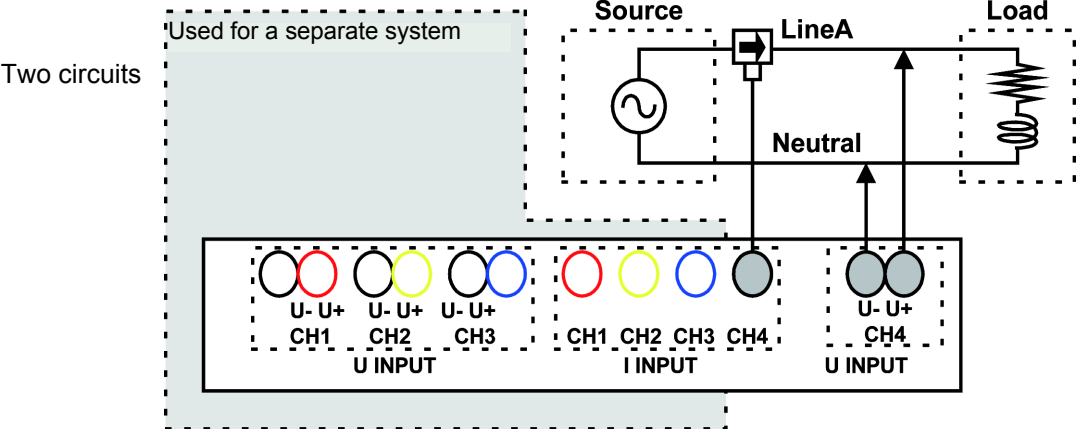 Source
Load
Used for a separate system
LineA
Two circuits
Neutral
U- U+
U- U+
U- U+
U- U+
CH1
CH2
CH3
CH1
CH2
CH3
CH4
CH4
U INPUT
I INPUT
U INPUT